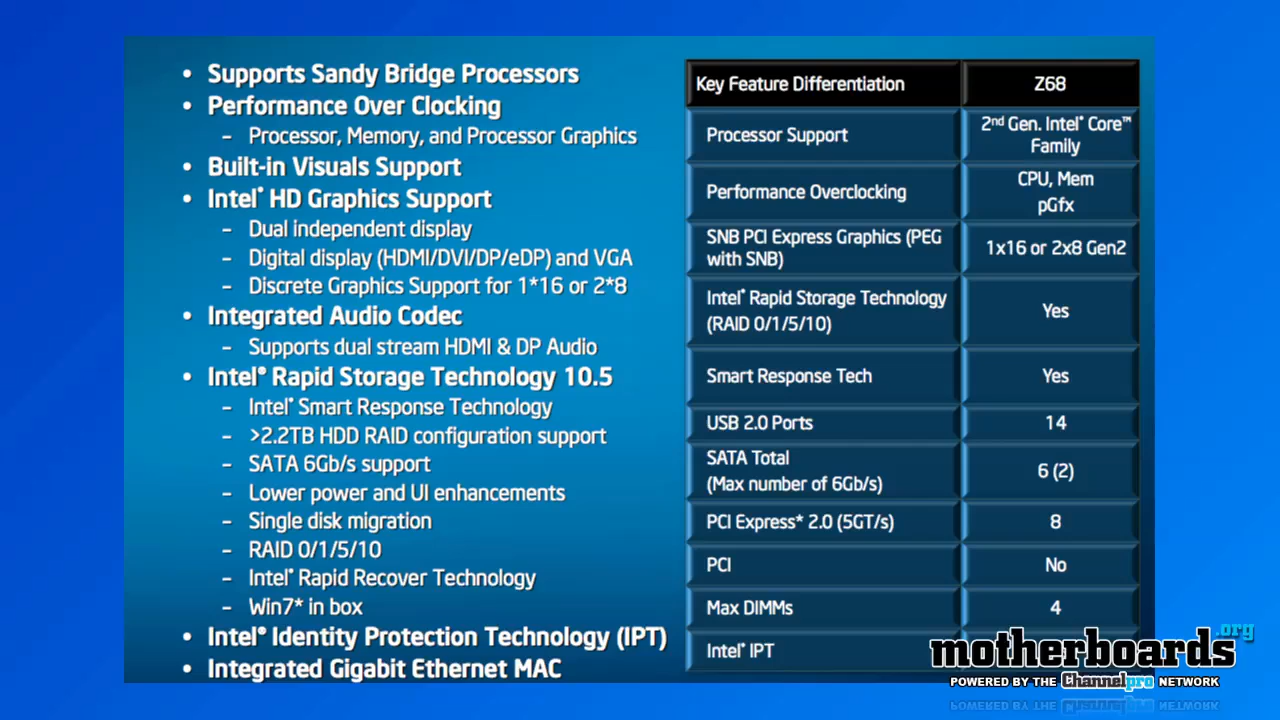 • Supports Sandy Bridge Processors
• Performance Over Clocking
– Processor, Memory, and Processor Graphics
• Built-in Visuals Support
• Intel® HD Graphics Support
– Dual independent display
– Digital display (HDMI/DVI/DP/eDP) and VGA
– Discrete Graphics Support for 1*16 or 2*8
• Integrated Audio Codec
– Supports dual stream HDMI & DP Audio
• Intel® Rapid Storage Technology 10.5
– Intel® Smart Response Technology
– >2.2TB HDD RAID configuration support
– SATA 6Gb/s support
– Lower power and UI enhancements
– Single disk migration
– RAID 0/1/5/10
– Intel® Rapid Recover Technology
– Win7* in box
• Intel® Identity Protection Technology (IPT)
• Integrated Gigabit Ethernet MAC
Key Feature Differentiation
Z68
Processor Support
2nd Gen. Intel® Core™
Family
Performance Overclocking
CPU, Mem
pGfx
SNB PCI Express Graphics (PEG
with SNB)
1x16 or 2x8 Gen2
Intel® Rapid Storage Technology
(RAID 0/1/5/10)
Yes
Smart Response Tech
Yes
USB 2.0 Ports
14
SATA Total
(Max number of 6Gb/s)
6 (2)
PCI Express* 2.0 (5GT/s)
8
PCI
No
Max DIMMs
4
Intel® IPT
motherboards.org
POWERED BY THE ChannelPro NETWORK